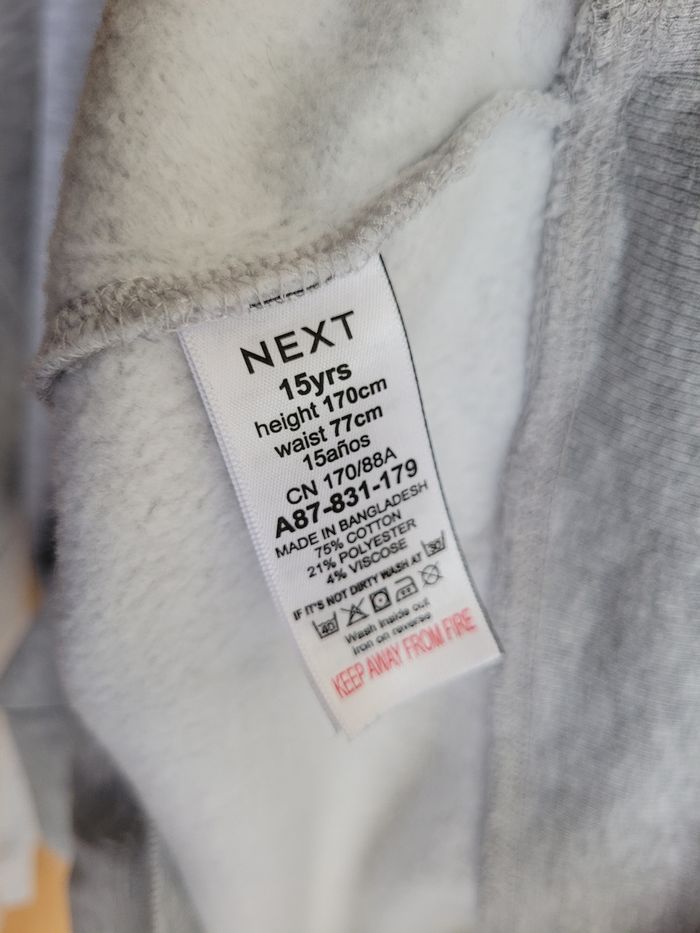 NEXT
15yrs
height 170cm
waist 77cm
15años
CN 170/88A
A87-831-179
MADE IN BANGLADESH
75% COTTON
21% POLYESTER
4% VISCOSE
IF IT'S NOT DIRTY WASH AT 30
40
Wash inside out
Iron on reverse
KEEP AWAY FROM FIRE